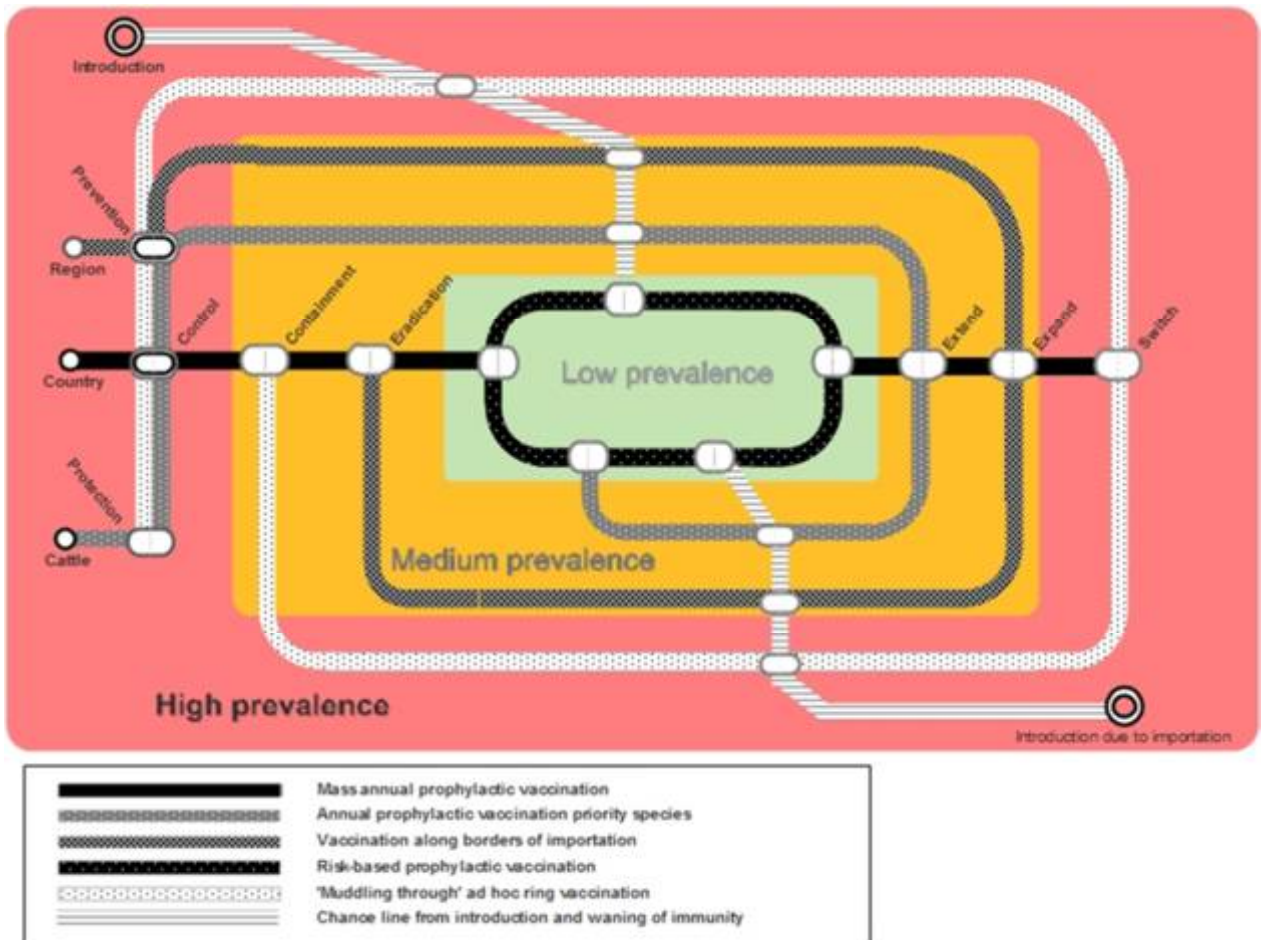 Introduction
Prevention
Region
Control
Containment
Eradication
Country
Low prevalence
Extend
Expand
Switch
Protection
Cattle
Medium prevalence
High prevalence
Introduction due to importation
Mass annual prophylactic vaccination
Annual prophylactic vaccination priority species
Vaccination along borders of importation
Risk-based prophylactic vaccination
'Muddling through' ad hoc ring vaccination
Chance line from introduction and waning of immunity